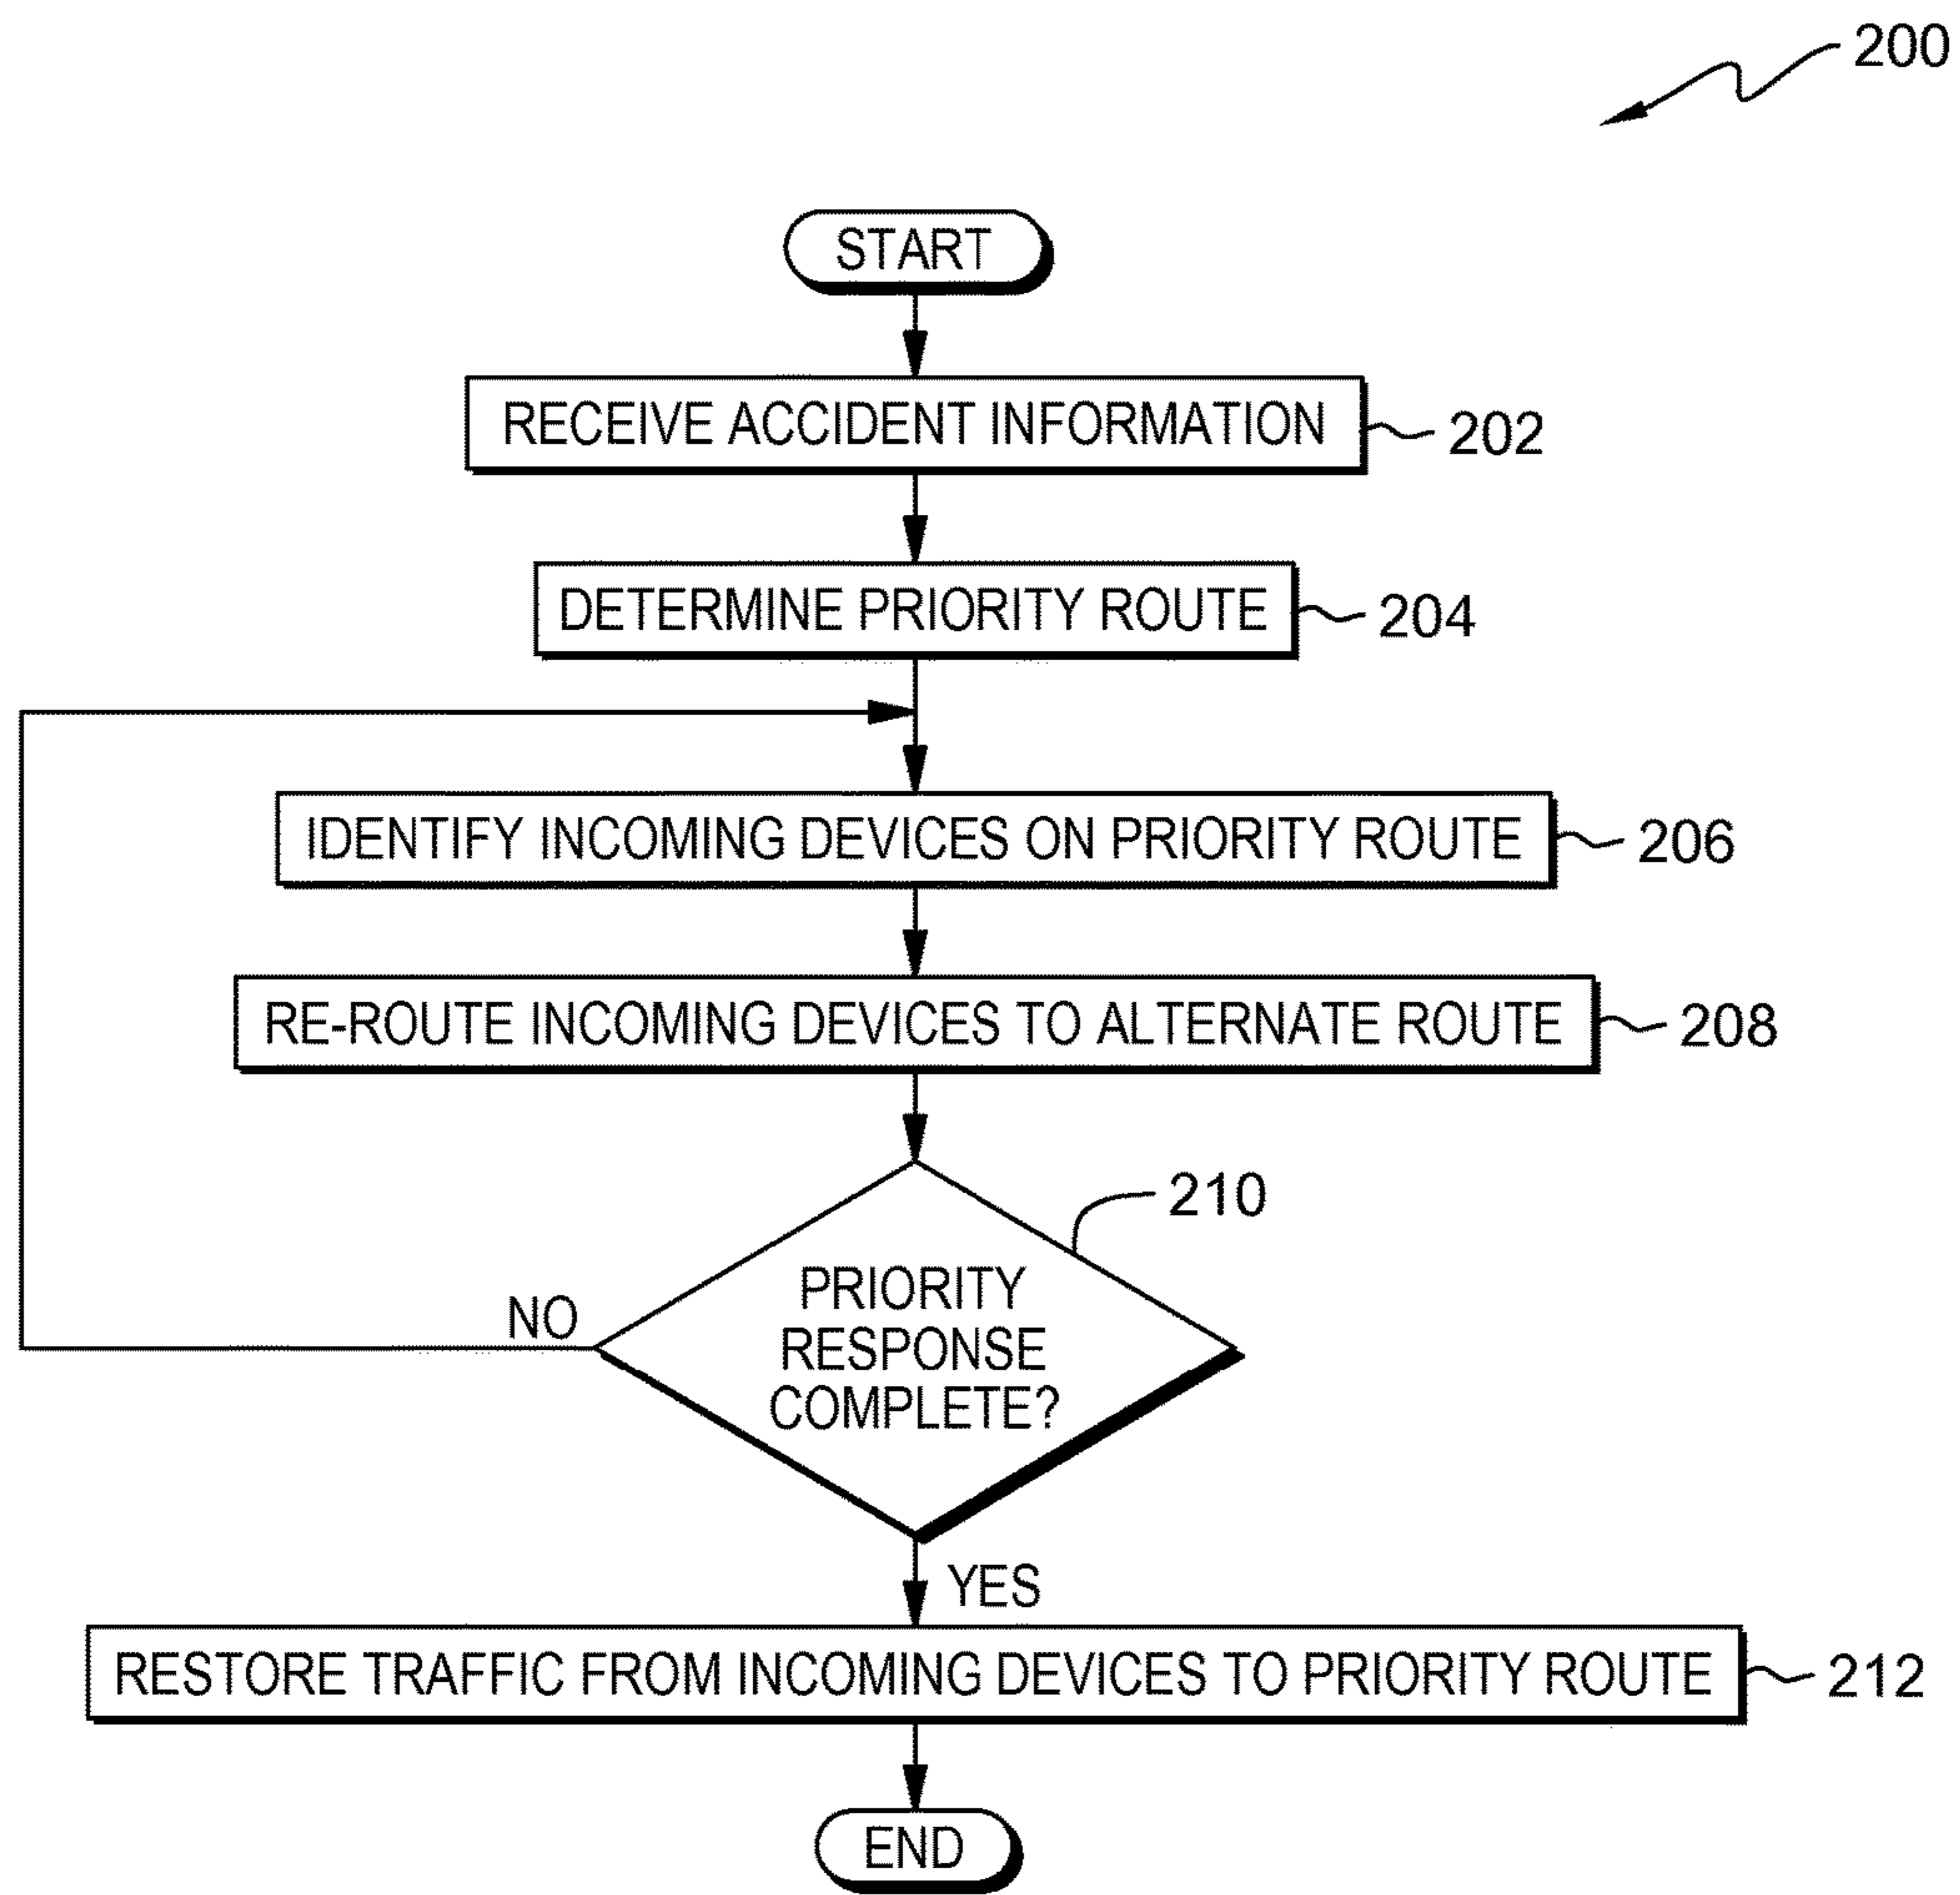 200
START
RECEIVE ACCIDENT INFORMATION
202
DETERMINE PRIORITY ROUTE
204
IDENTIFY INCOMING DEVICES ON PRIORITY ROUTE
206
RE-ROUTE INCOMING DEVICES TO ALTERNATE ROUTE
208
210
PRIORITY
RESPONSE
COMPLETE?
NO
YES
RESTORE TRAFFIC FROM INCOMING DEVICES TO PRIORITY ROUTE
212
END